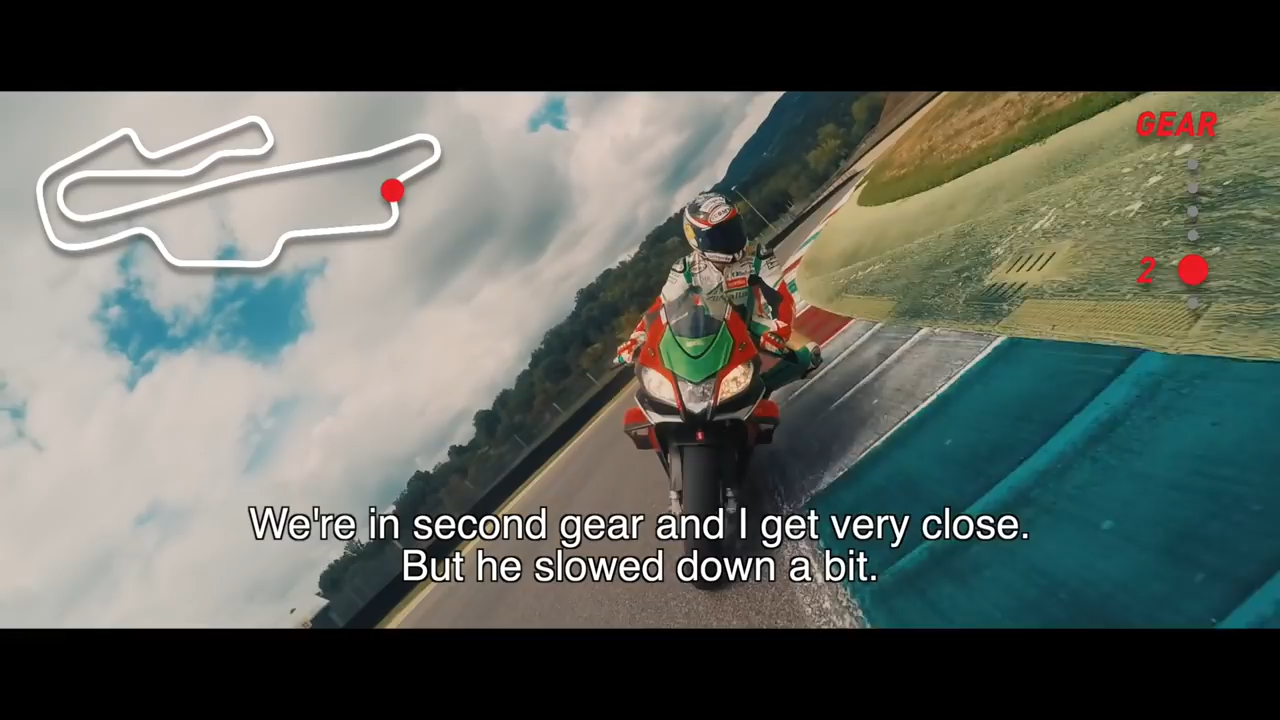 GEAR
2
We're in second gear and I get very close.
But he slowed down a bit.